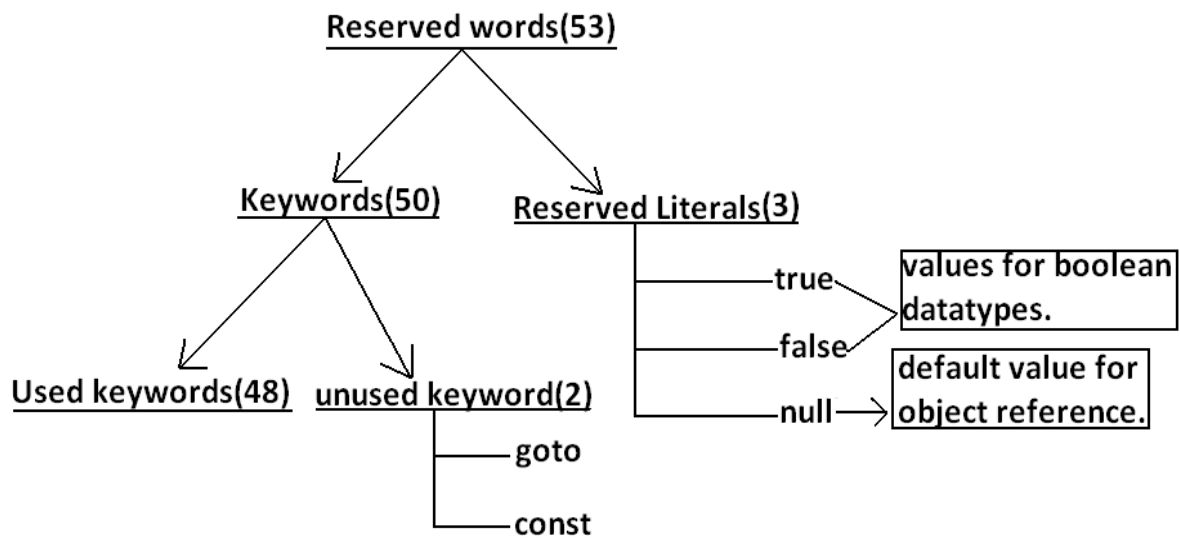 Reserved words(53)
Keywords(50)
Reserved Literals(3)
true
values for boolean
datatypes.
false
default value for
object reference.
null
Used keywords(48)
unused keyword(2)
goto
const